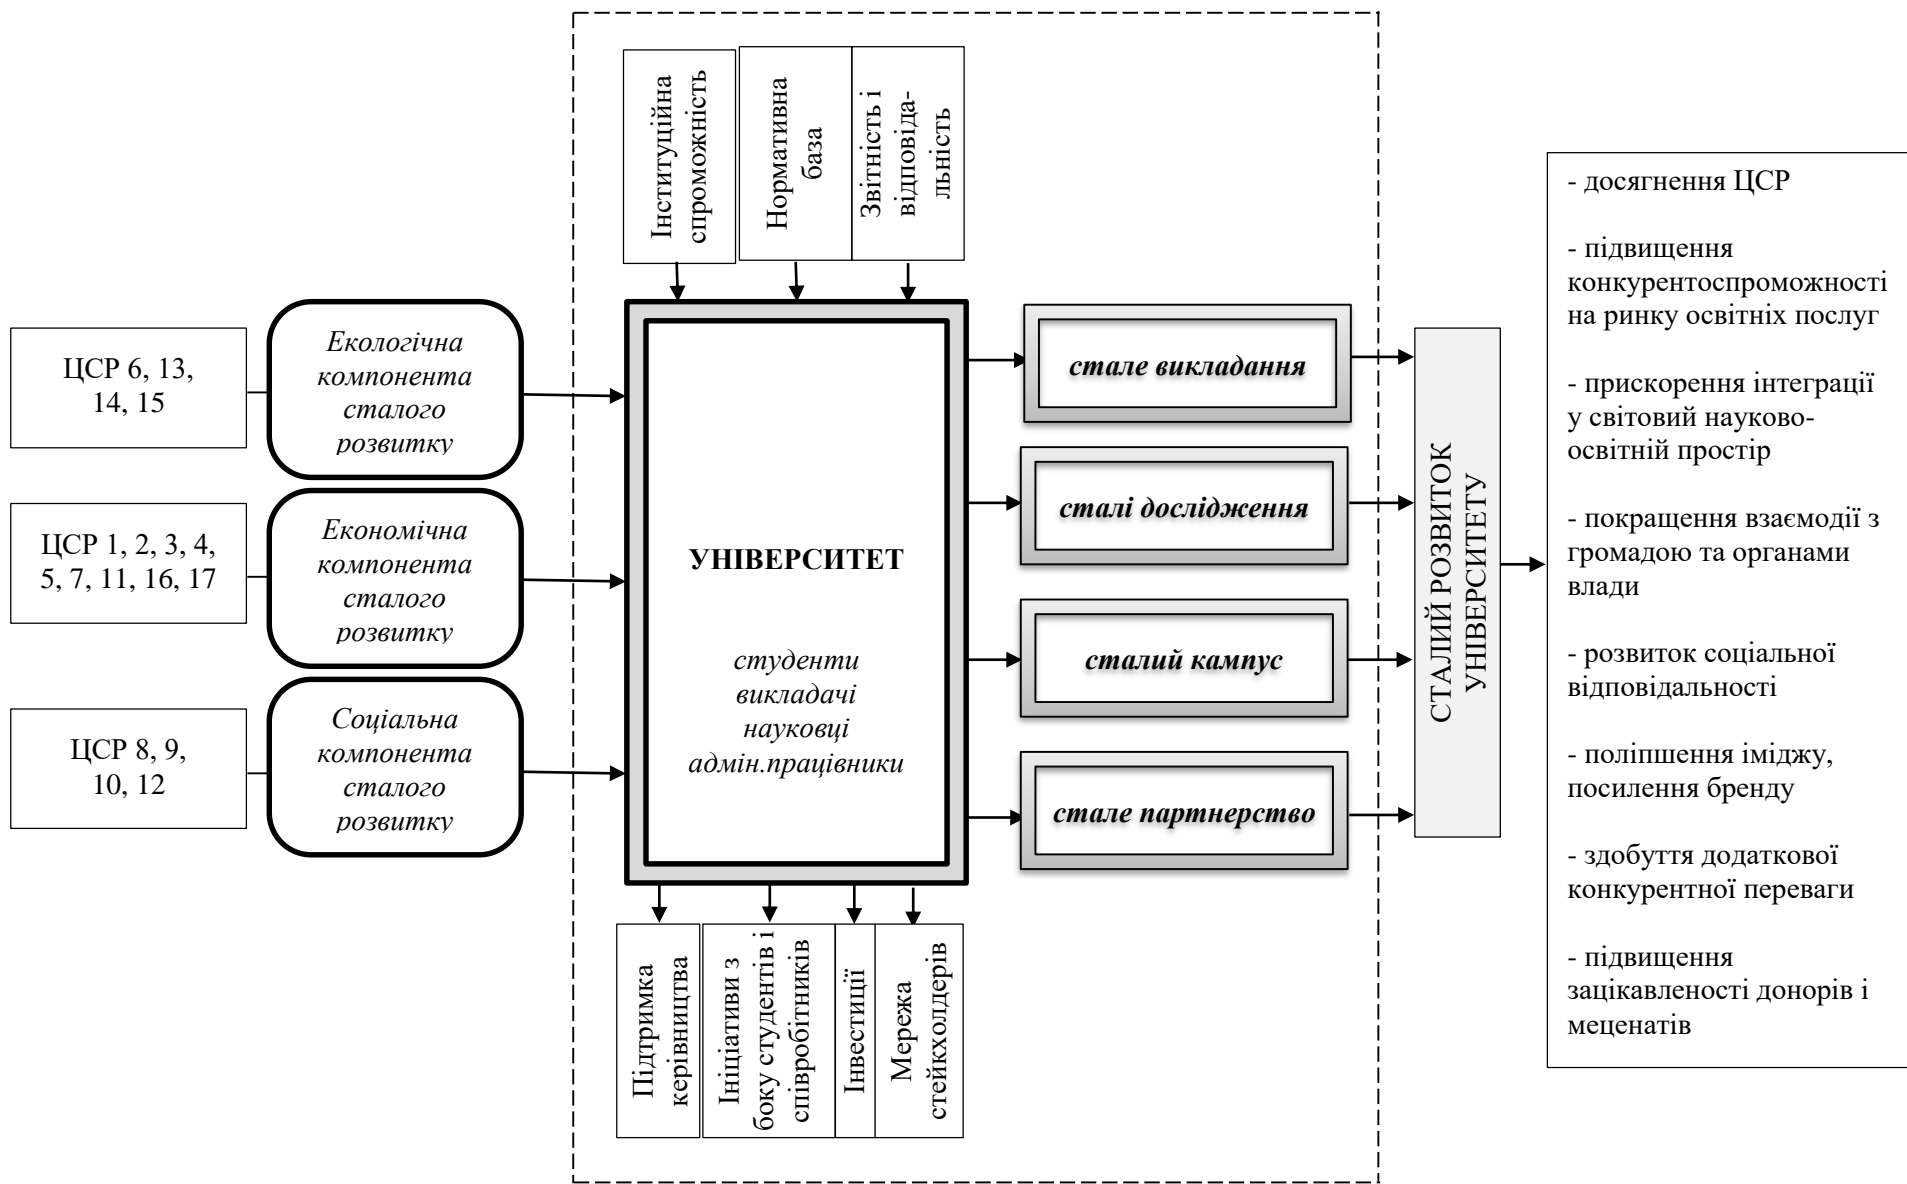 Інституційна
спроможність
Нормативна
база
Звітність і
відповіда-
льність
ЦСР 6, 13,
14, 15
Екологічна
компонента
сталого
розвитку
ЦСР 1, 2, 3, 4,
5, 7, 11, 16, 17
Економічна
компонента
сталого
розвитку
ЦСР 8, 9,
10, 12
Соціальна
компонента
сталого
розвитку
УНІВЕРСИТЕТ
студенти
викладачі
науковці
адмін.працівники
стале викладання
сталі дослідження
сталий кампус
стале партнерство
Підтримка
керівництва
Ініціативи з
боку студентів і
співробітників
Інвестиції
Мережа
стейкхолдерів
СТАЛИЙ РОЗВИТОК
УНІВЕРСИТЕТУ
- досягнення ЦСР
- підвищення
конкурентоспроможності
на ринку освітніх послуг
- прискорення інтеграції
у світовий науково-
освітній простір
- покращення взаємодії з
громадою та органами
влади
- розвиток соціальної
відповідальності
- поліпшення іміджу,
посилення бренду
- здобуття додаткової
конкурентної переваги
- підвищення
зацікавленості донорів і
меценатів